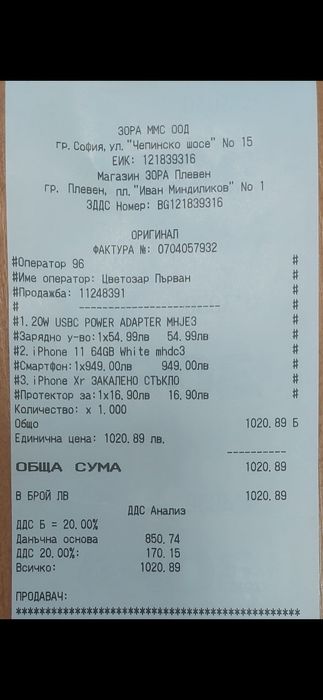 ЗОРА ММС ООД
гр. София, ул. "Чепинско шосе" No 15
ЕИК: 121839316
Магазин ЗОРА Плевен
гр. Плевен, пл. "Иван Миндиликов" No 1
ЗДДС Номер: BG121839316
ОРИГИНАЛ
ФАКТУРА №: 0704057932
#Оператор 96 #
#Име оператор: Цветозар Първан #
#Продажба: 11248391 #
# ------------------------ #
#1. 20W USBC POWER ADAPTER MHJE3 #
#Зарядно у-во:1x54.99лв 54.99лв #
#2. iPhone 11 64GB White mhdc3 #
#Смартфон:1x949.00лв 949.00лв #
#3. iPhone Xr ЗАКАЛЕНО СТЪКЛО #
#Протектор за:1x16.90лв 16.90лв #
Количество: x 1.000
Общо 1020.89 Б
Единична цена: 1020.89 лв.
----------
ОБЩА СУМА 1020.89
В БРОЙ ЛВ 1020.89
ДДС Анализ
ДДС Б = 20.00%
Данъчна основа 850.74
ДДС 20.00%: 170.15
Всичко: 1020.89
ПРОДАВАЧ:
************************************************